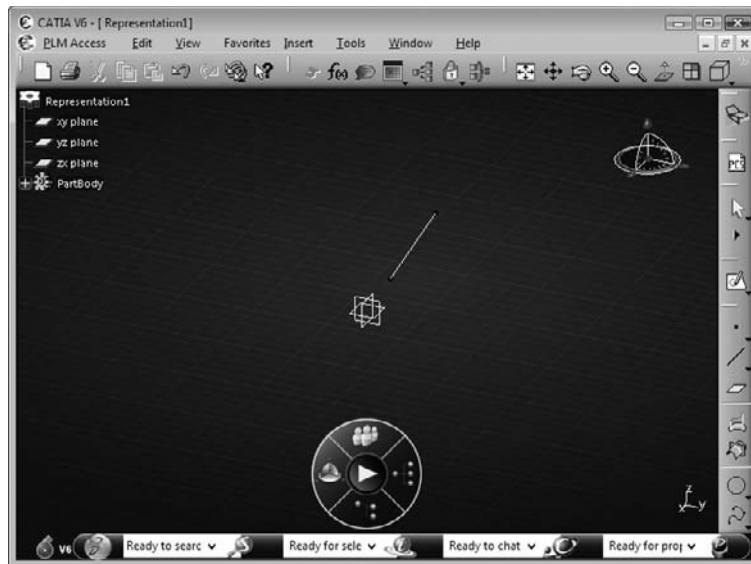 CATIA V6 - [ Representation1]
PLM Access Edit View Favorites Insert Tools Window Help
f(x)
Representation1
xy plane
yz plane
zx plane
PartBody
z
x y
V6 Ready to searc Ready for sele Ready to chat Ready for proj